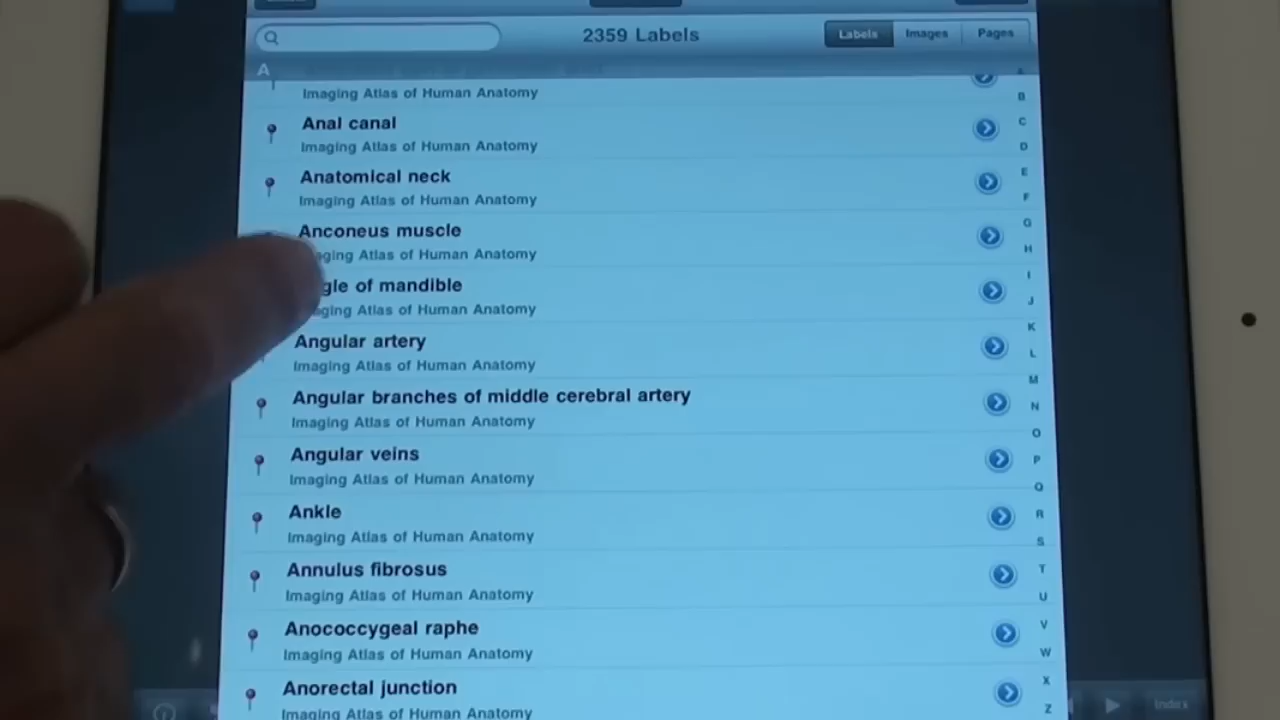 2359 Labels
Labels Images Pages
A
Imaging Atlas of Human Anatomy
Anal canal
Imaging Atlas of Human Anatomy
Anatomical neck
Imaging Atlas of Human Anatomy
Anconeus muscle
aging Atlas of Human Anatomy
gle of mandible
aging Atlas of Human Anatomy
Angular artery
Imaging Atlas of Human Anatomy
Angular branches of middle cerebral artery
Imaging Atlas of Human Anatomy
Angular veins
Imaging Atlas of Human Anatomy
Ankle
Imaging Atlas of Human Anatomy
Annulus fibrosus
Imaging Atlas of Human Anatomy
Anococcygeal raphe
Imaging Atlas of Human Anatomy
Anorectal junction
Imaging Atlas of Human Anatomy
A
B
C
D
E
F
G
H
I
J
K
L
M
N
O
P
Q
R
S
T
U
V
W
X
Z
Index